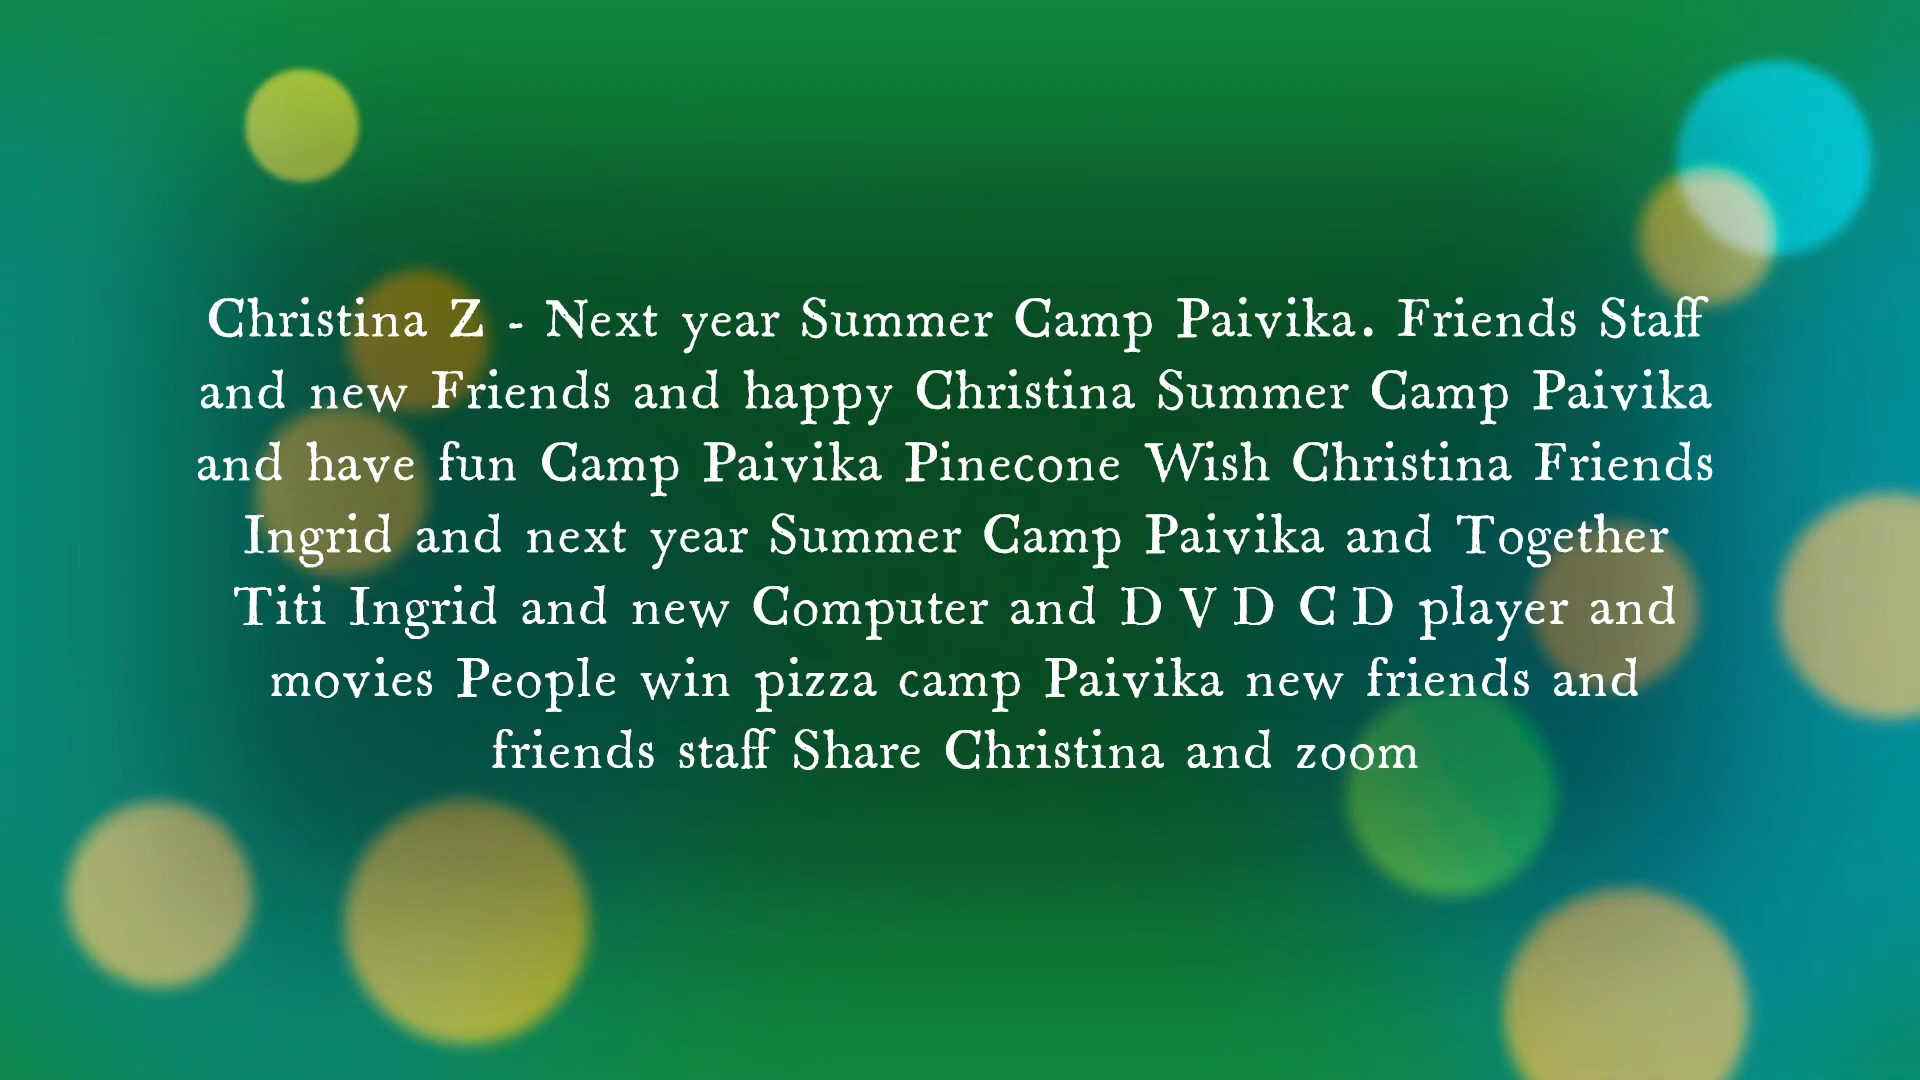 Christina Z - Next year Summer Camp Paivika. Friends Staff
and new Friends and happy Christina Summer Camp Paivika
and have fun Camp Paivika Pinecone Wish Christina Friends
Ingrid and next year Summer Camp Paivika and Together
Titi Ingrid and new Computer and D V D C D player and
movies People win pizza camp Paivika new friends and
friends staff Share Christina and zoom